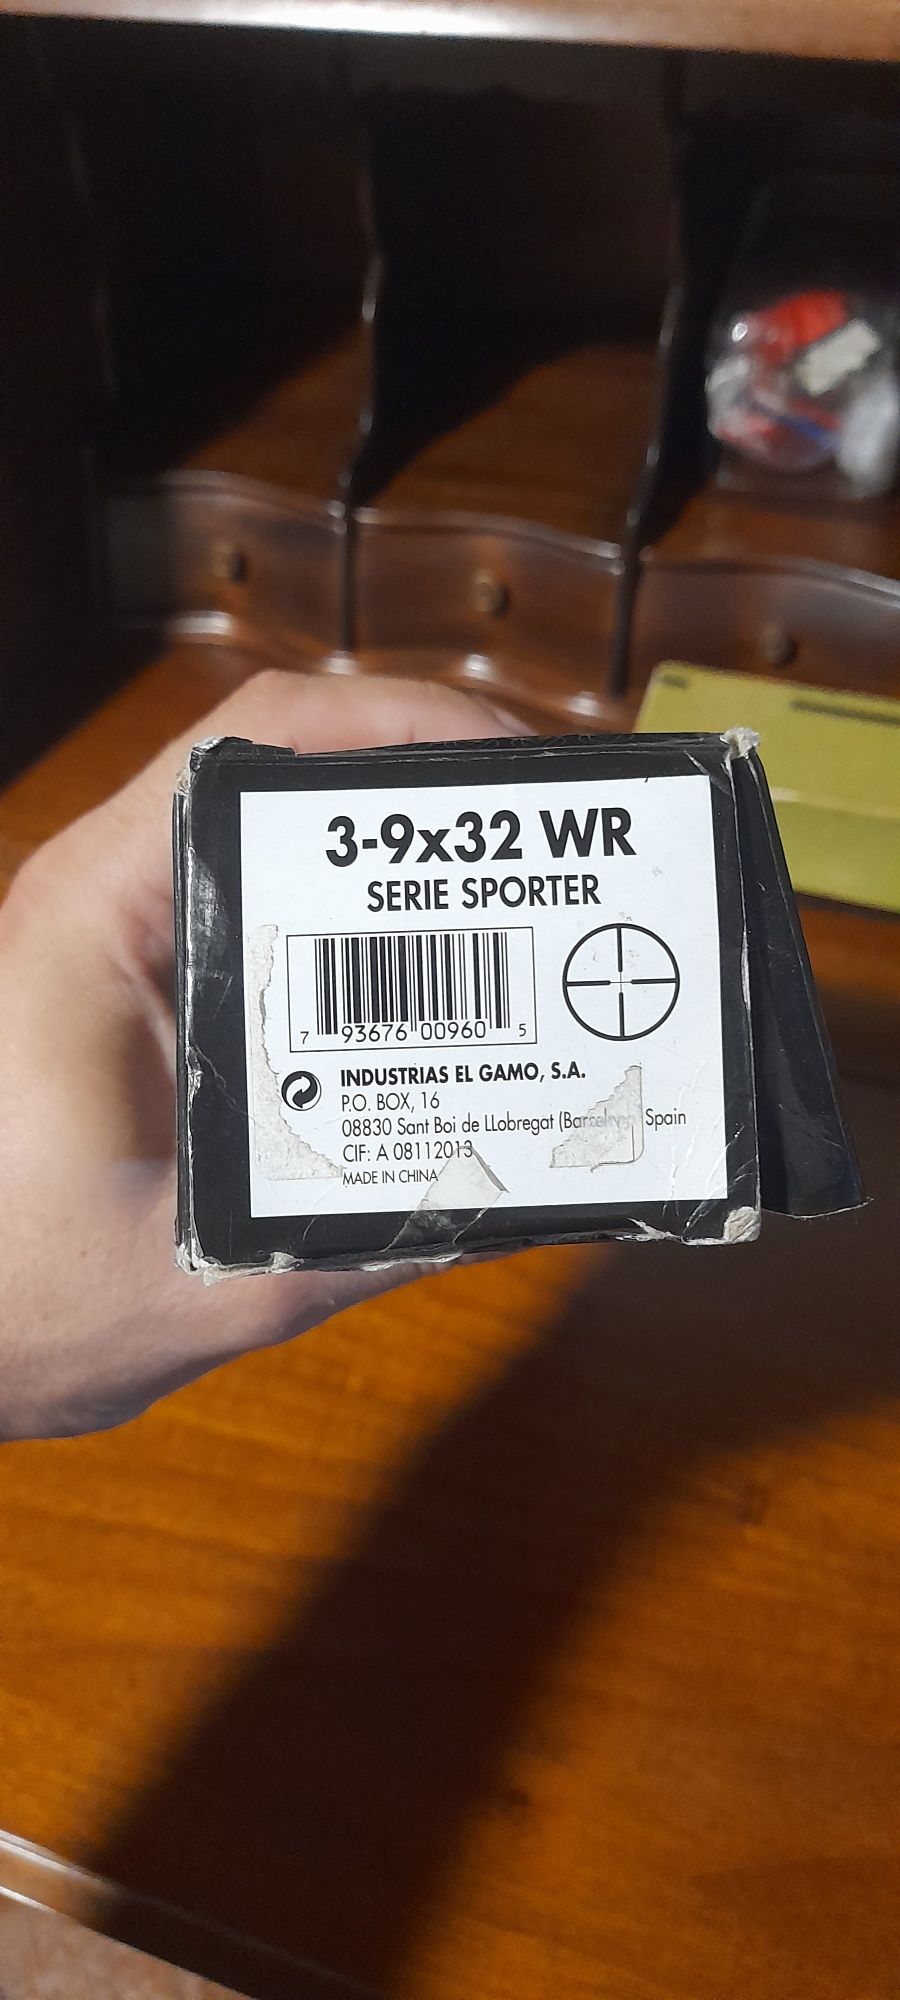 3-9x32 WR
SERIE SPORTER
7 93676 00960 5
INDUSTRIAS EL GAMO, S.A.
P.O. BOX, 16
08830 Sant Boi de LLobregat (Barcelona) Spain
CIF: A 08112013
MADE IN CHINA